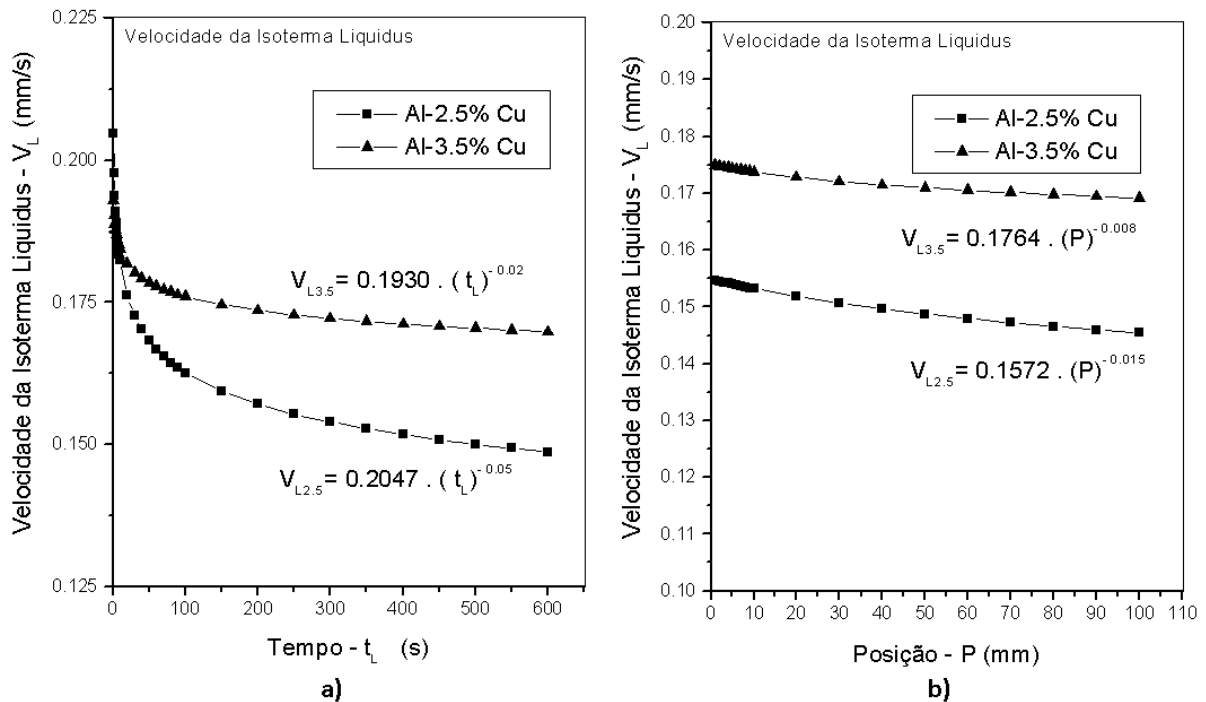 Velocidade da Isoterma Liquidus
Al-2.5% Cu
Al-3.5% Cu
V_L3.5 = 0.1930 . (t_L)^-0.02
V_L2.5 = 0.2047 . (t_L)^-0.05
Velocidade da Isoterma Liquidus - V_L (mm/s)
0.225
0.200
0.175
0.150
0.125
0 100 200 300 400 500 600
Tempo - t_L (s)
a)
Velocidade da Isoterma Liquidus
Al-2.5% Cu
Al-3.5% Cu
V_L3.5 = 0.1764 . (P)^-0.008
V_L2.5 = 0.1572 . (P)^-0.015
Velocidade da Isoterma Liquidus - V_L (mm/s)
0.20
0.19
0.18
0.17
0.16
0.15
0.14
0.13
0.12
0.11
0.10
0 10 20 30 40 50 60 70 80 90 100 110
Posição - P (mm)
b)